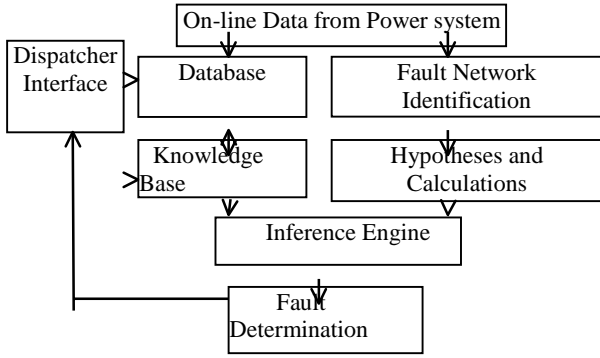 On-line Data from Power system
Dispatcher
Interface
Database
Fault Network
Identification
Knowledge
Base
Hypotheses and
Calculations
Inference Engine
Fault
Determination